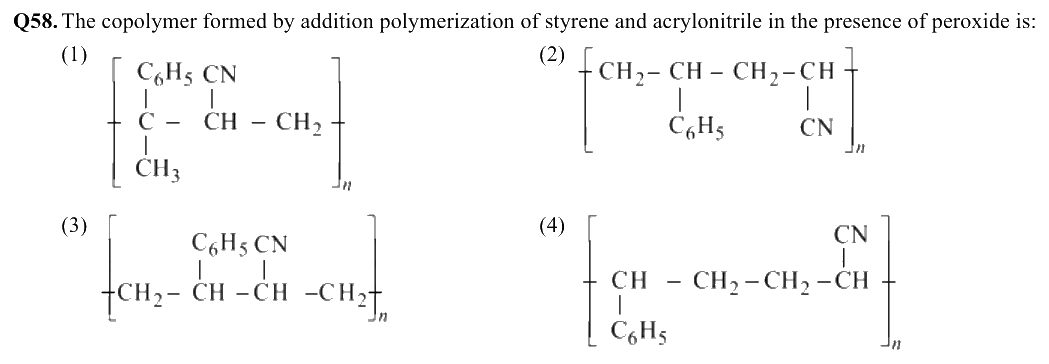 Q58. The copolymer formed by addition polymerization of styrene and acrylonitrile in the presence of peroxide is:
(1)
C₆H₅ CN
C – CH – CH₂
CH₃
n
(2)
CH₂– CH – CH₂–CH
C₆H₅ CN
n
(3)
C₆H₅ CN
CH₂– CH –CH –CH₂
n
(4)
CN
CH – CH₂–CH₂–CH
C₆H₅
n